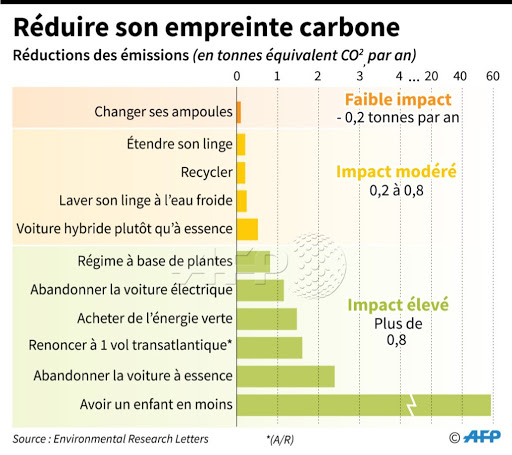 Réduire son empreinte carbone
Réductions des émissions (en tonnes équivalent CO², par an)
0 1 2 3 4 ... 20 40 60
Changer ses ampoules
Faible impact
- 0,2 tonnes par an
Étendre son linge
Recycler
Laver son linge à l'eau froide
Voiture hybride plutôt qu'à essence
Impact modéré
0,2 à 0,8
Régime à base de plantes
Abandonner la voiture électrique
Acheter de l'énergie verte
Renoncer à 1 vol transatlantique*
Abandonner la voiture à essence
Avoir un enfant en moins
Impact élevé
Plus de
0,8
AFP
Source : Environmental Research Letters *(A/R) © AFP